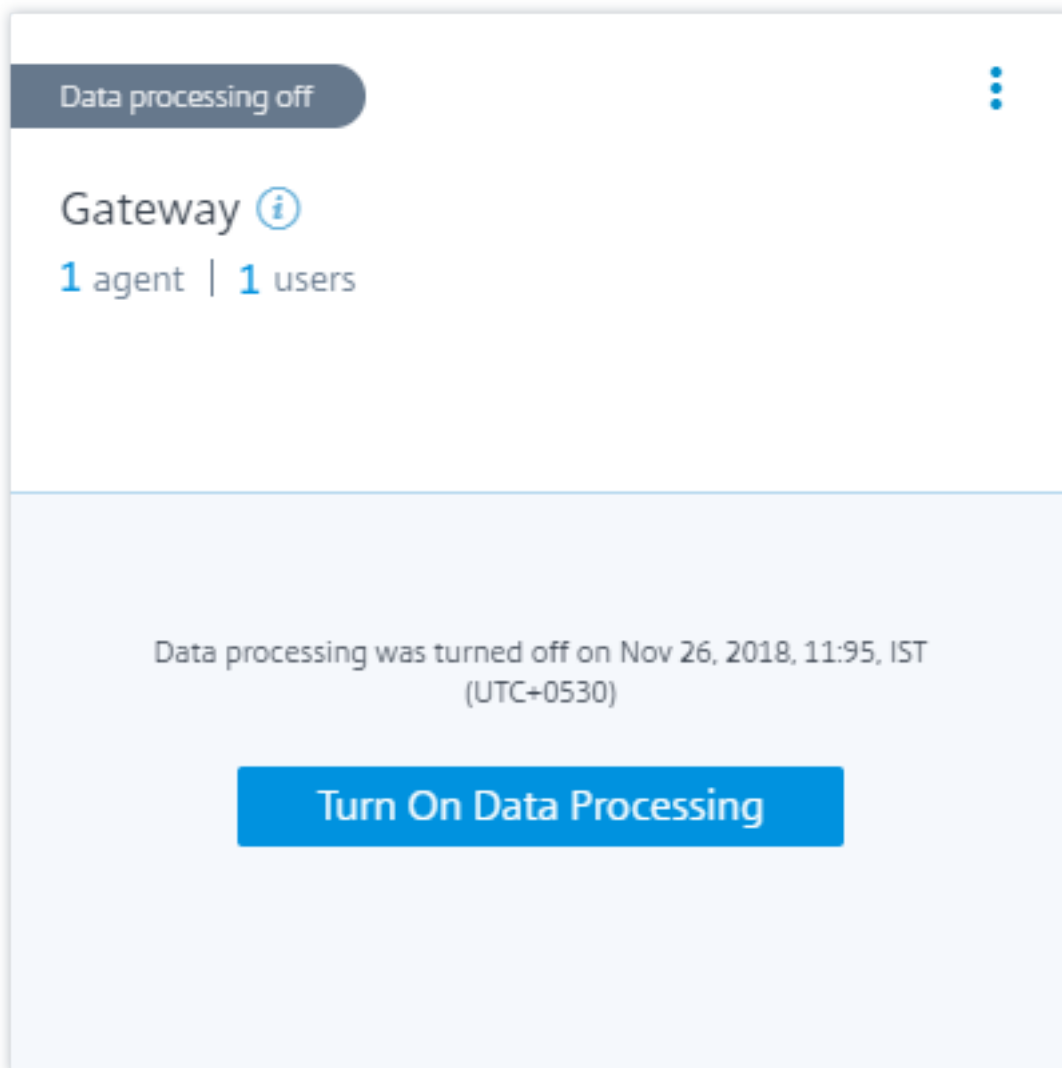 Data processing off
Gateway i
1 agent | 1 users
Data processing was turned off on Nov 26, 2018, 11:95, IST
(UTC+0530)
Turn On Data Processing